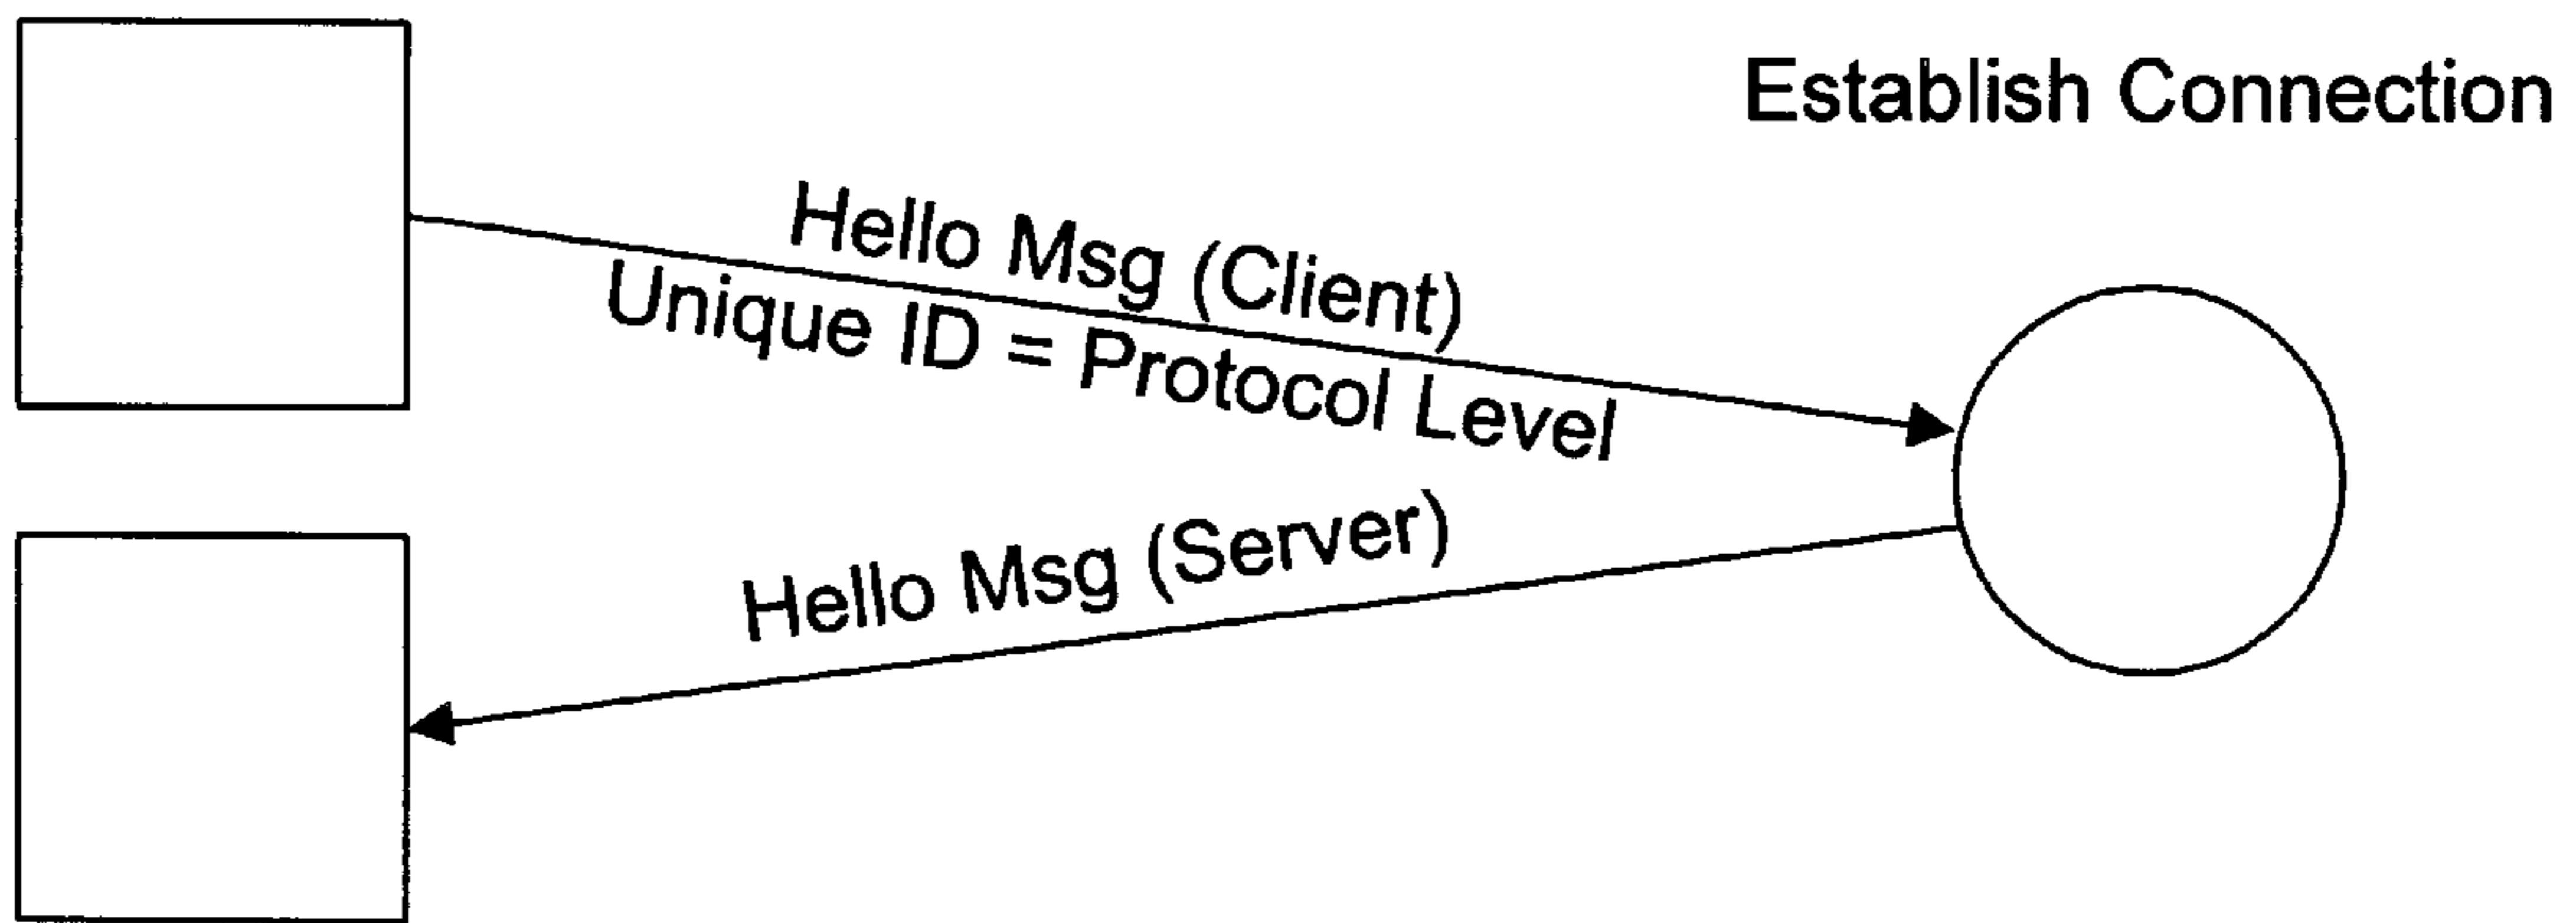 Establish Connection
Hello Msg (Client)
Unique ID = Protocol Level
Hello Msg (Server)